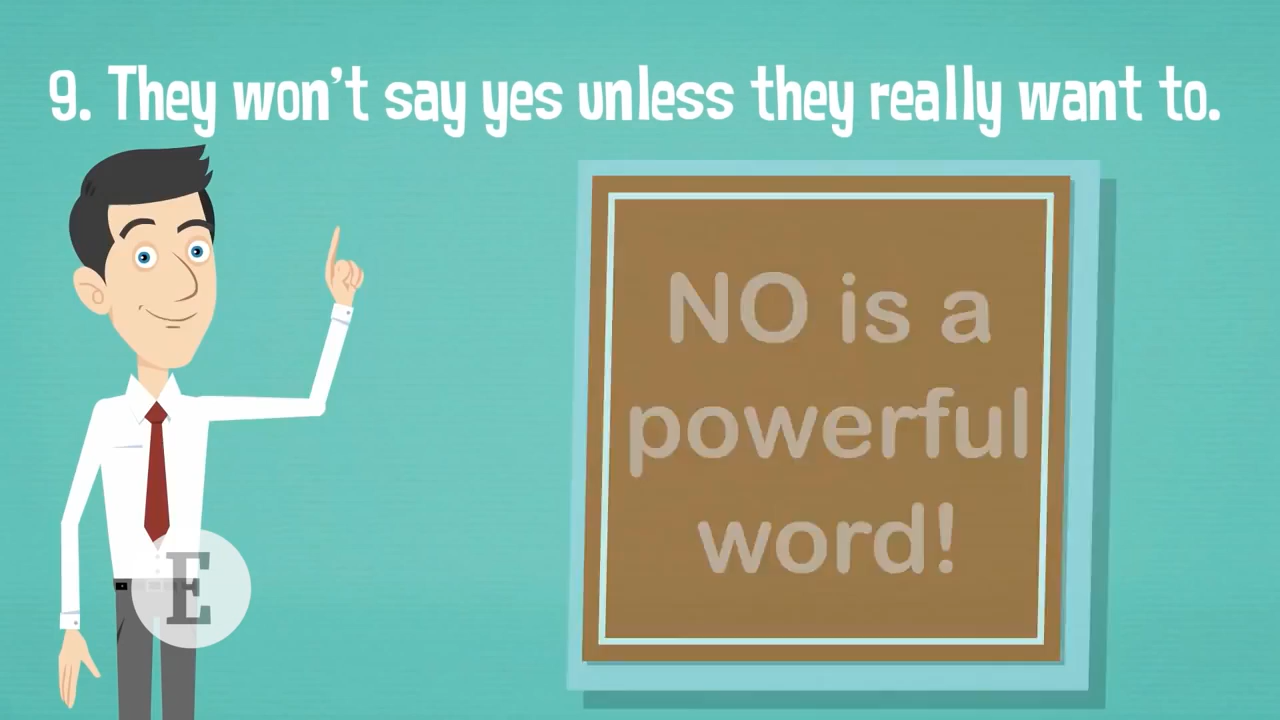 9. They won't say yes unless they really want to.
NO is a
powerful
word!
E